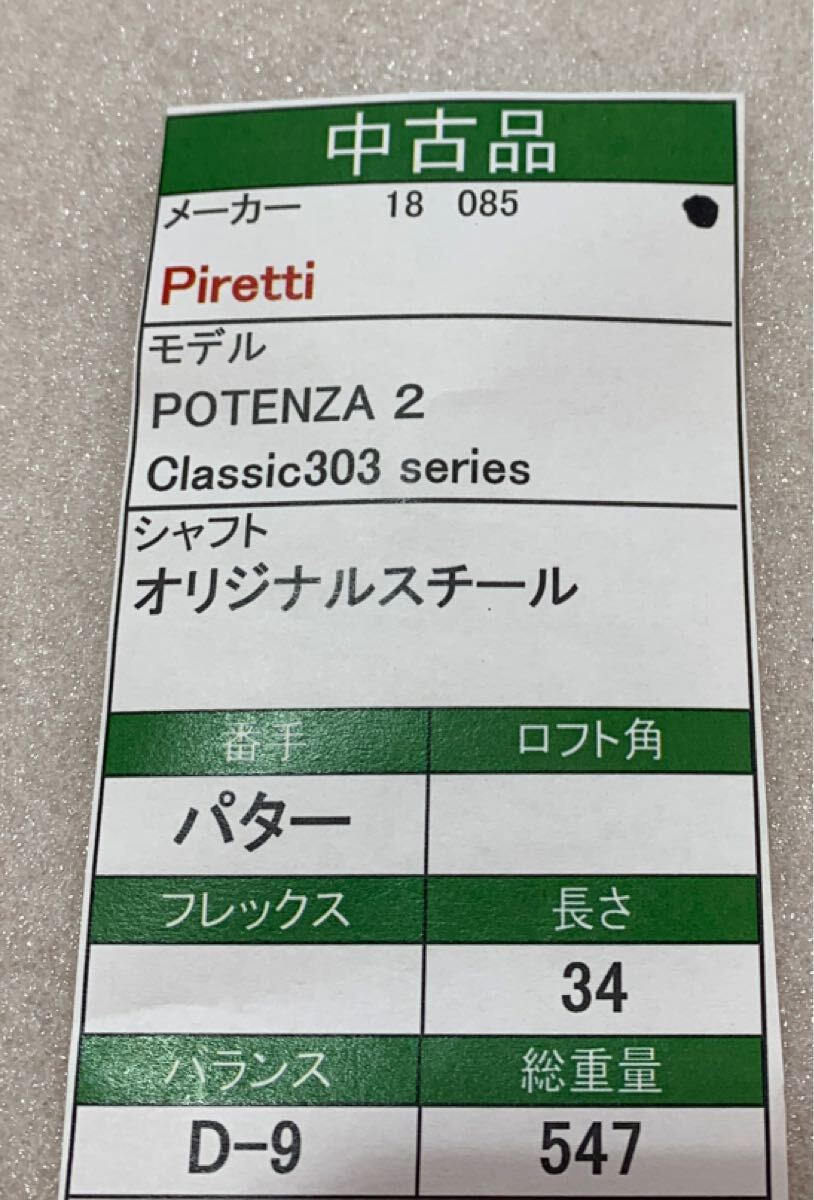 中古品
メーカー 18 085
Piretti
モデル
POTENZA 2
Classic303 series
シャフト
オリジナルスチール
番手 ロフト角
パター
フレックス 長さ
34
バランス 総重量
D-9 547